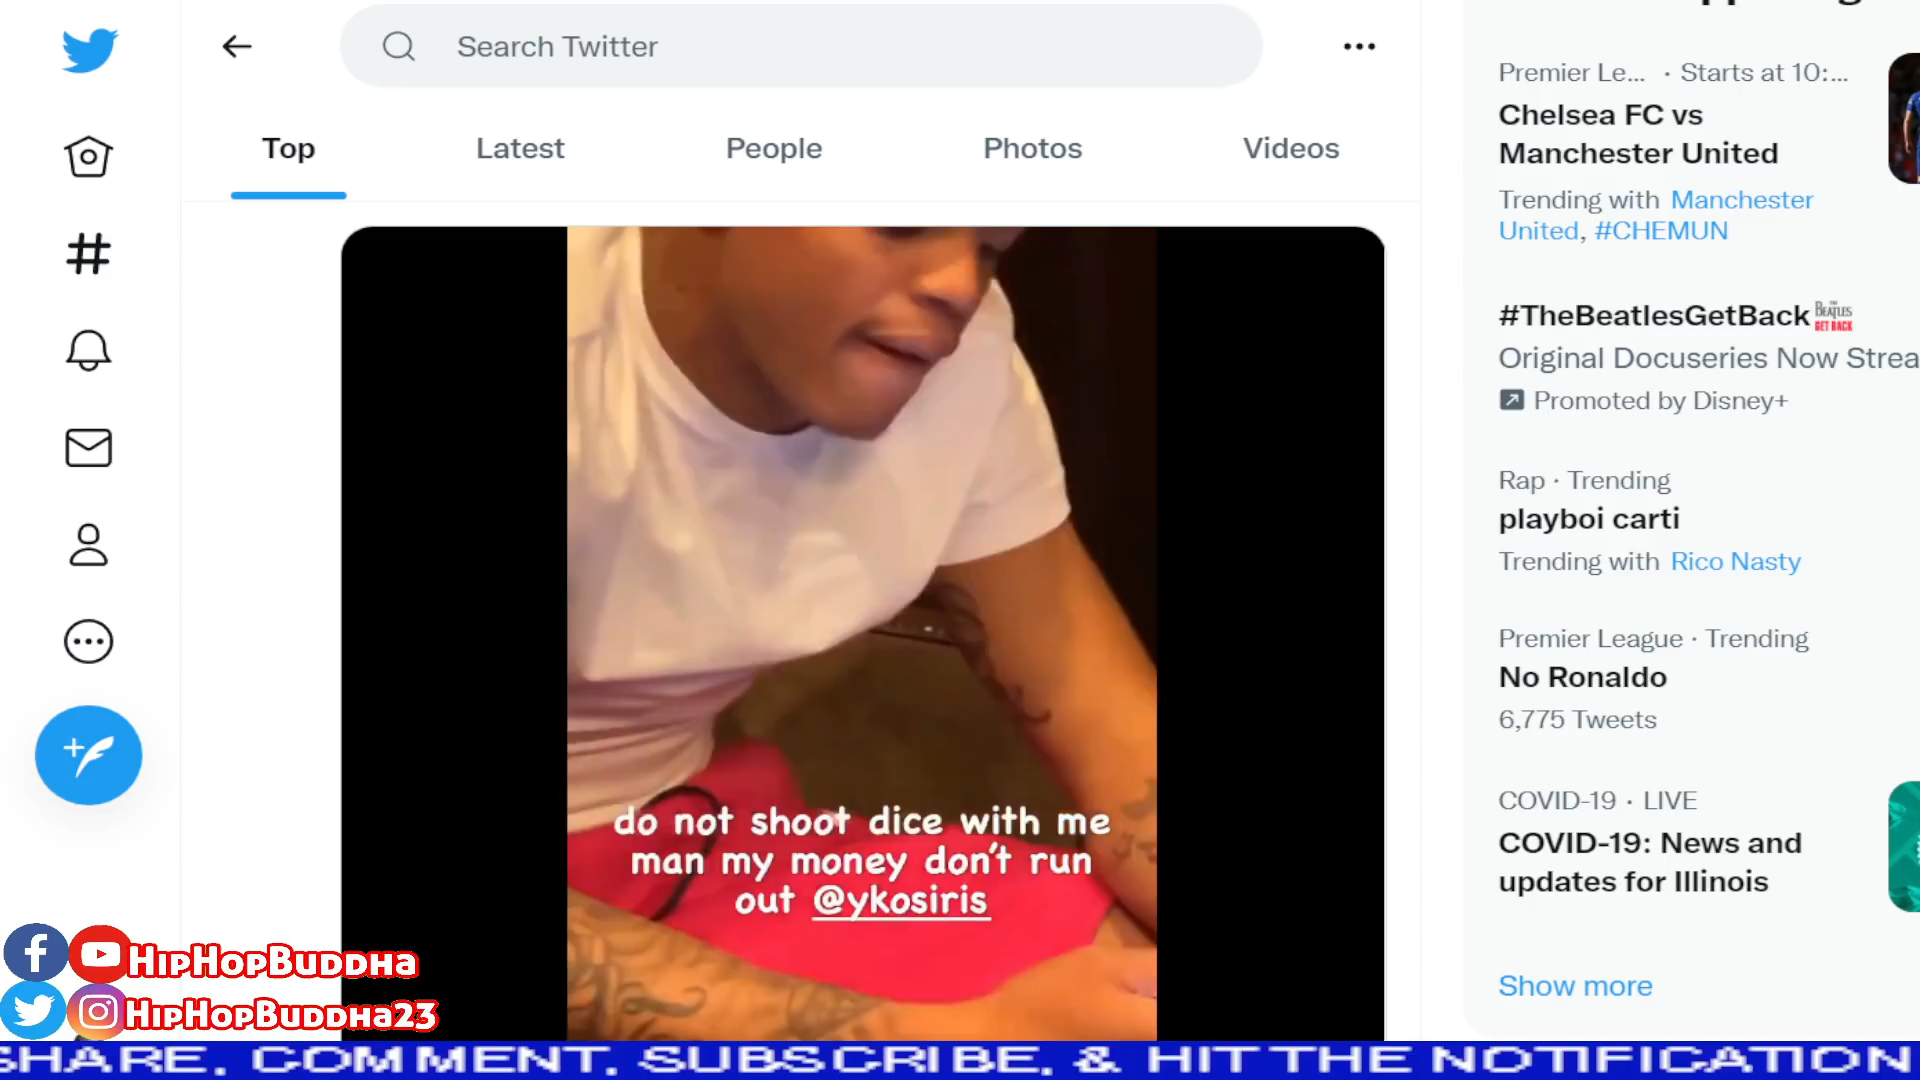 Search Twitter
Top
Latest
People
Photos
Videos
do not shoot dice with me
man my money don't run
out @ykosiris
Premier Le... · Starts at 10:...
Chelsea FC vs
Manchester United
Trending with Manchester
United, #CHEMUN
#TheBeatlesGetBack
THE BEATLES
GET BACK
Original Docuseries Now Strea
Promoted by Disney+
Rap · Trending
playboi carti
Trending with Rico Nasty
Premier League · Trending
No Ronaldo
6,775 Tweets
COVID-19 · LIVE
COVID-19: News and
updates for Illinois
Show more
HipHopBuddha
HipHopBuddha23
SHARE, COMMENT, SUBSCRIBE, & HIT THE NOTIFICATION